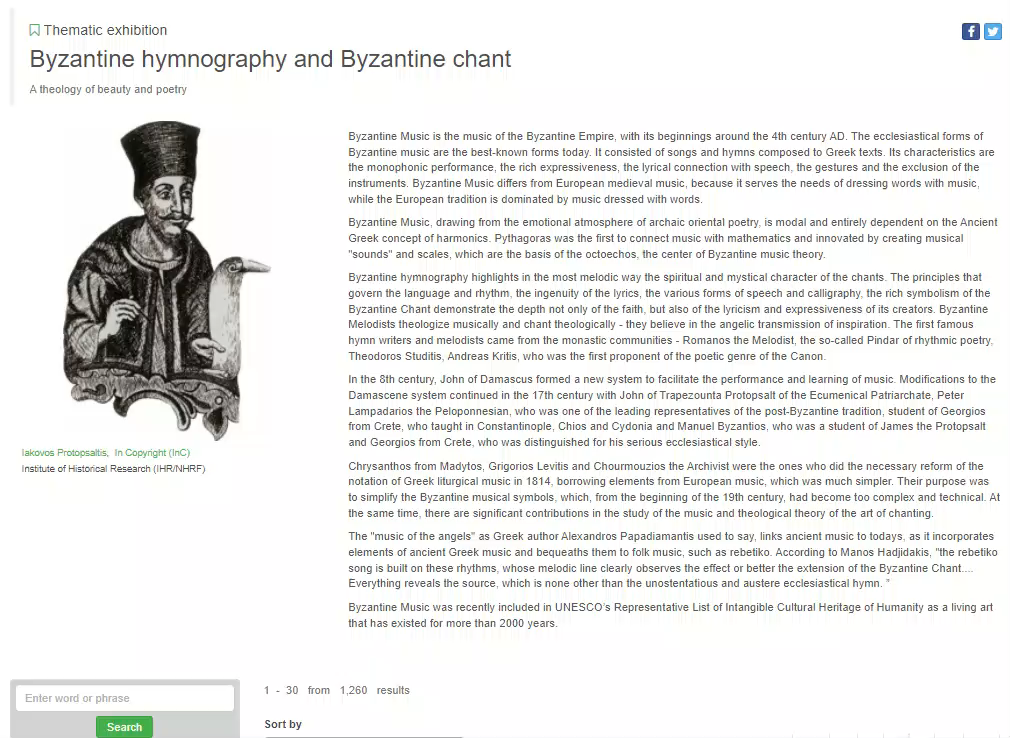 Thematic exhibition
Byzantine hymnography and Byzantine chant
A theology of beauty and poetry
Byzantine Music is the music of the Byzantine Empire, with its beginnings around the 4th century AD. The ecclesiastical forms of
Byzantine music are the best-known forms today. It consisted of songs and hymns composed to Greek texts. Its characteristics are
the monophonic performance, the rich expressiveness, the lyrical connection with speech, the gestures and the exclusion of the
instruments. Byzantine Music differs from European medieval music, because it serves the needs of dressing words with music,
while the European tradition is dominated by music dressed with words.
Byzantine Music, drawing from the emotional atmosphere of archaic oriental poetry, is modal and entirely dependent on the Ancient
Greek concept of harmonics. Pythagoras was the first to connect music with mathematics and innovated by creating musical
"sounds" and scales, which are the basis of the octoechos, the center of Byzantine music theory.
Byzantine hymnography highlights in the most melodic way the spiritual and mystical character of the chants. The principles that
govern the language and rhythm, the ingenuity of the lyrics, the various forms of speech and calligraphy, the rich symbolism of the
Byzantine Chant demonstrate the depth not only of the faith, but also of the lyricism and expressiveness of its creators. Byzantine
Melodists theologize musically and chant theologically - they believe in the angelic transmission of inspiration. The first famous
hymn writers and melodists came from the monastic communities - Romanos the Melodist, the so-called Pindar of rhythmic poetry,
Theodoros Studitis, Andreas Kritis, who was the first proponent of the poetic genre of the Canon.
In the 8th century, John of Damascus formed a new system to facilitate the performance and learning of music. Modifications to the
Damascene system continued in the 17th century with John of Trapezounta Protopsalt of the Ecumenical Patriarchate, Peter
Lampadarios the Peloponnesian, who was one of the leading representatives of the post-Byzantine tradition, student of Georgios
from Crete, who taught in Constantinople, Chios and Cydonia and Manuel Byzantios, who was a student of James the Protopsalt
and Georgios from Crete, who was distinguished for his serious ecclesiastical style.
Chrysanthos from Madytos, Grigorios Levitis and Chourmouzios the Archivist were the ones who did the necessary reform of the
notation of Greek liturgical music in 1814, borrowing elements from European music, which was much simpler. Their purpose was
to simplify the Byzantine musical symbols, which, from the beginning of the 19th century, had become too complex and technical. At
the same time, there are significant contributions in the study of the music and theological theory of the art of chanting.
The "music of the angels" as Greek author Alexandros Papadiamantis used to say, links ancient music to todays, as it incorporates
elements of ancient Greek music and bequeaths them to folk music, such as rebetiko. According to Manos Hadjidakis, "the rebetiko
song is built on these rhythms, whose melodic line clearly observes the effect or better the extension of the Byzantine Chant....
Everything reveals the source, which is none other than the unostentatious and austere ecclesiastical hymn. ”
Byzantine Music was recently included in UNESCO's Representative List of Intangible Cultural Heritage of Humanity as a living art
that has existed for more than 2000 years.
Iakovos Protopsaltis, In Copyright (InC)
Institute of Historical Research (IHR/NHRF)
Enter word or phrase
Search
1 - 30 from 1,260 results
Sort by